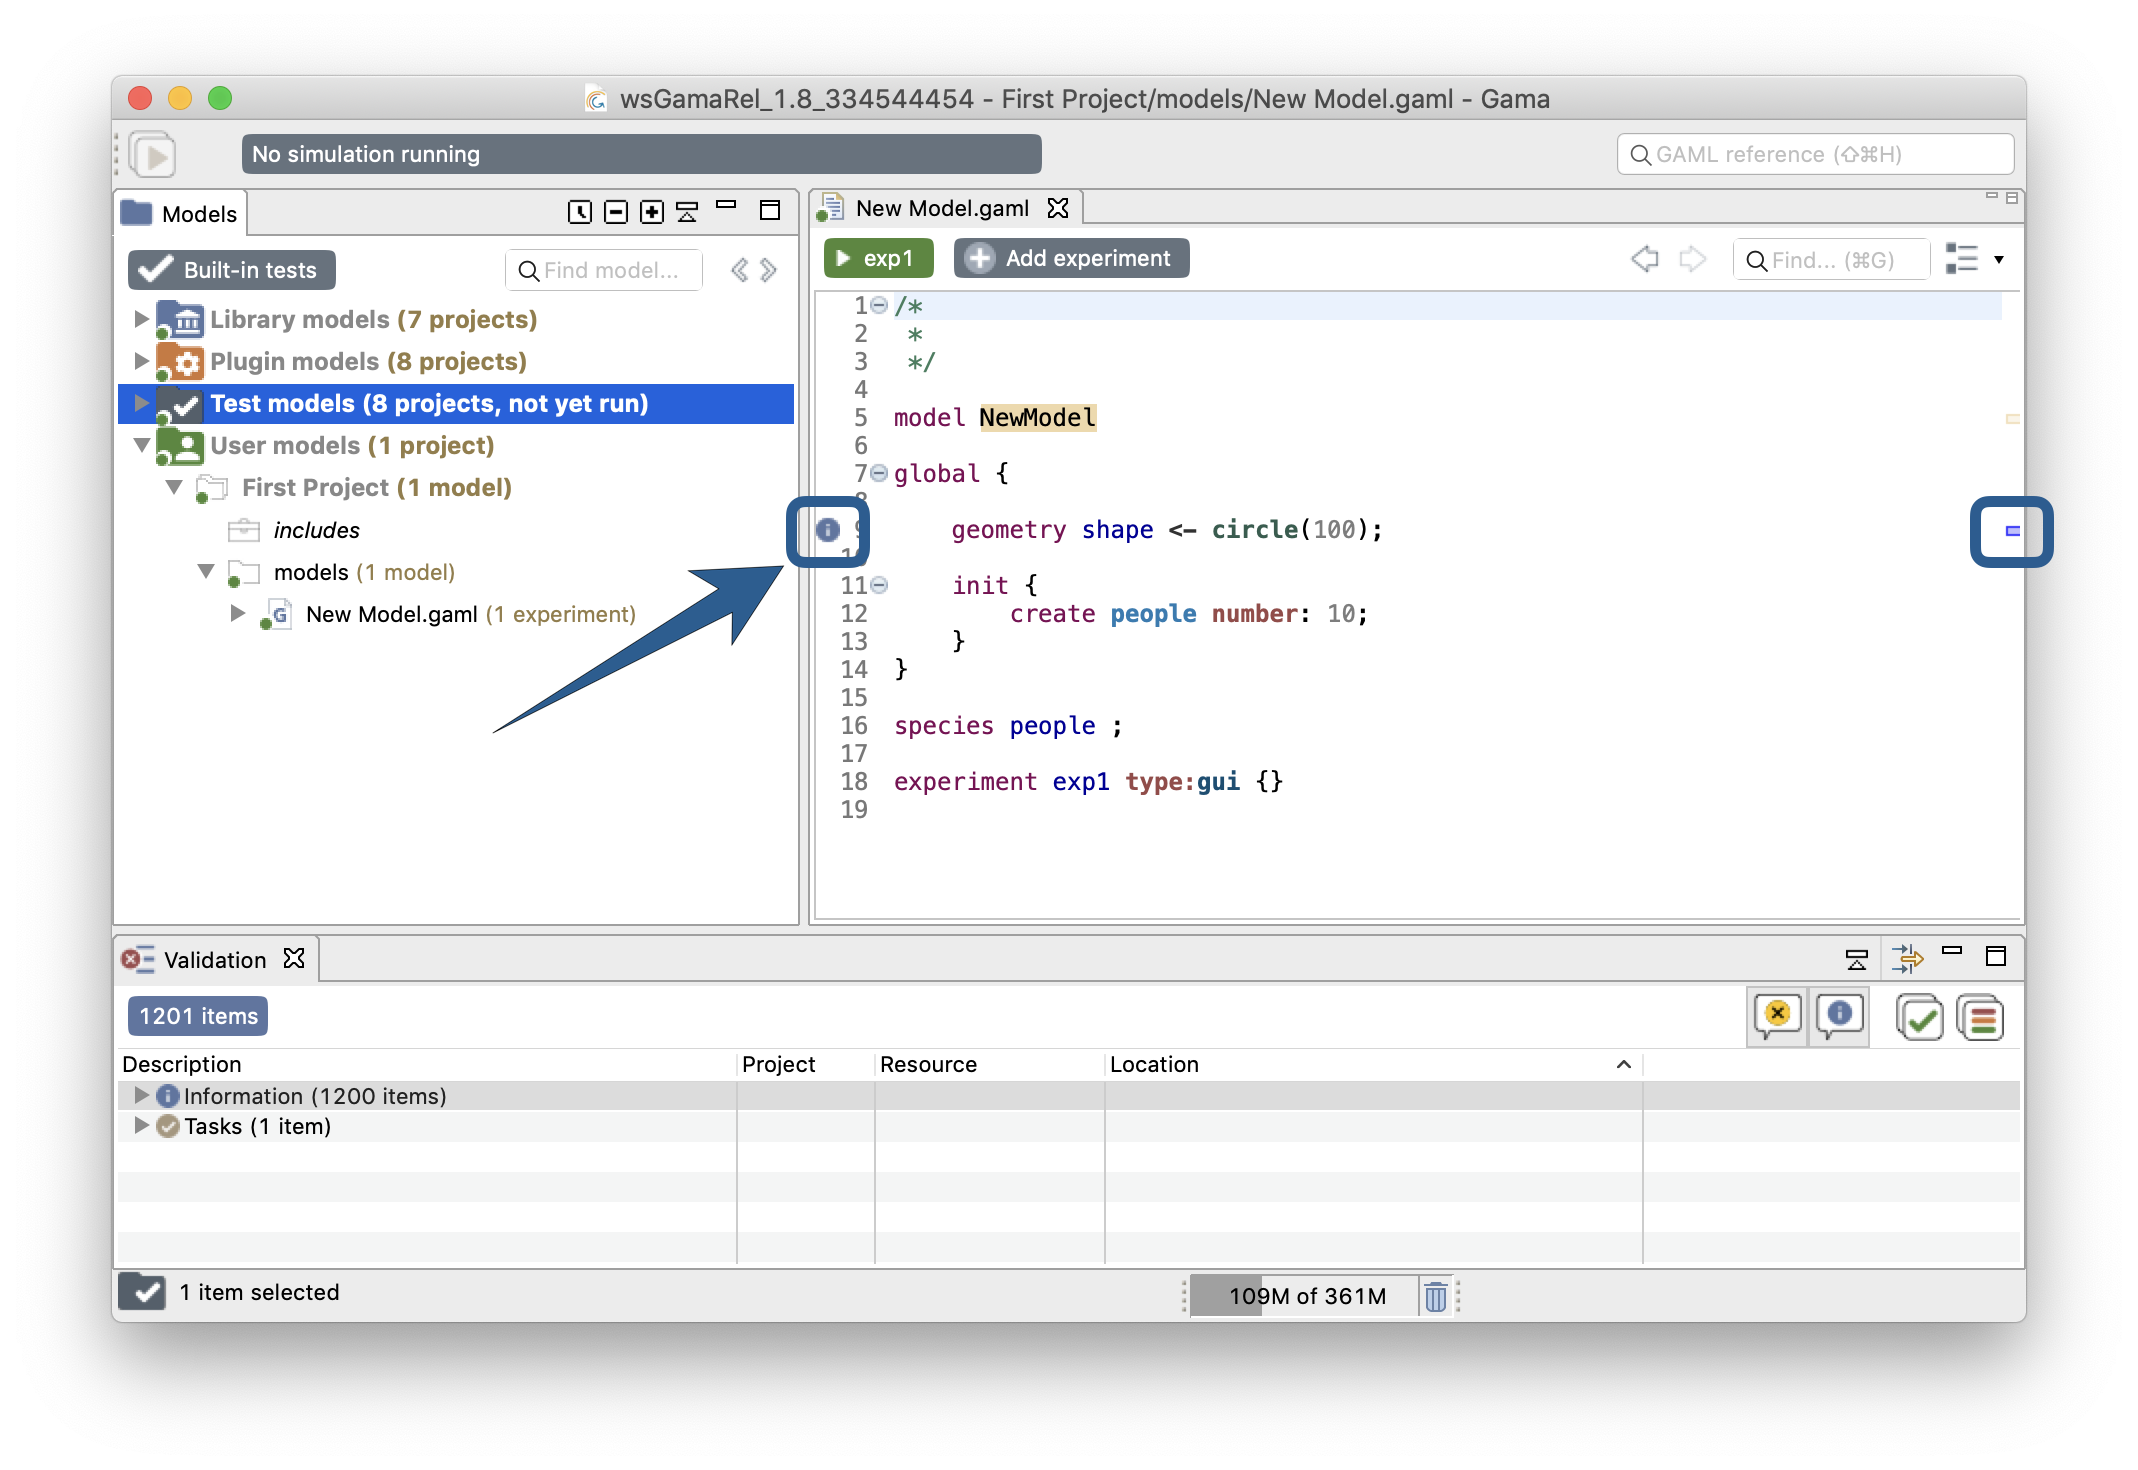 wsGamaRel_1.8_334544454 - First Project/models/New Model.gaml - Gama
No simulation running
GAML reference (⇧⌘H)
Models
Built-in tests
Find model...
Library models (7 projects)
Plugin models (8 projects)
Test models (8 projects, not yet run)
User models (1 project)
First Project (1 model)
includes
models (1 model)
New Model.gaml (1 experiment)
New Model.gaml
exp1
Add experiment
Find... (⌘G)
1 /*
2 *
3 */
4
5 model NewModel
6
7 global {
8
9 geometry shape <- circle(100);
10
11 init {
12 create people number: 10;
13 }
14 }
15
16 species people ;
17
18 experiment exp1 type:gui {}
19
Validation
1201 items
Description Project Resource Location
Information (1200 items)
Tasks (1 item)
1 item selected
109M of 361M